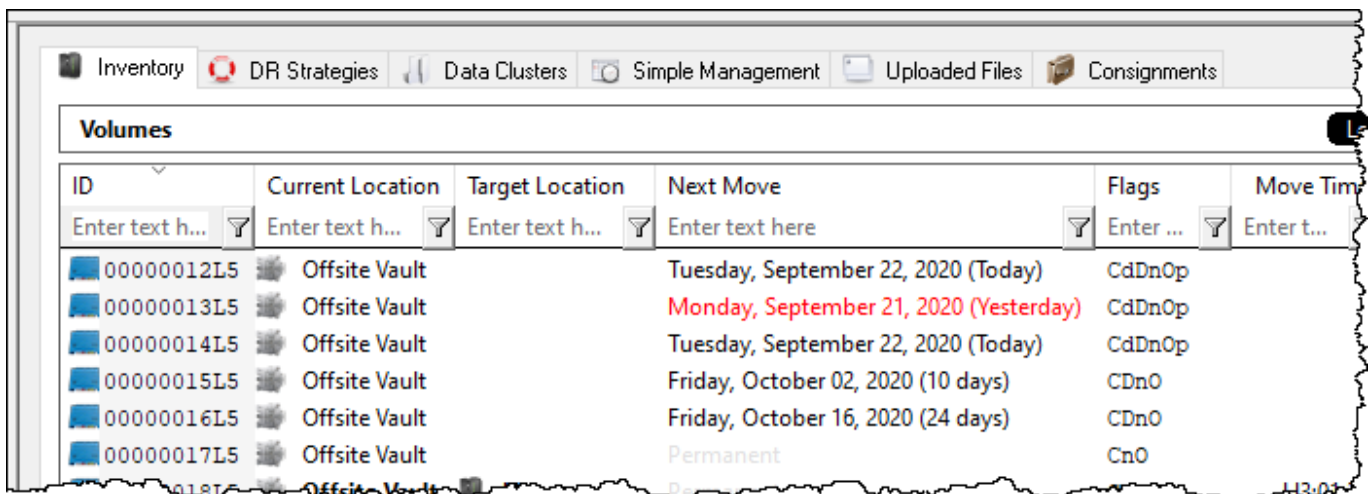 Inventory DR Strategies Data Clusters Simple Management Uploaded Files Consignments
Volumes
ID Current Location Target Location Next Move Flags Move Tim
Enter text h... Enter text h... Enter text h... Enter text here Enter ... Enter t...
00000012L5 Offsite Vault Tuesday, September 22, 2020 (Today) CdDnOp
00000013L5 Offsite Vault Monday, September 21, 2020 (Yesterday) CdDnOp
00000014L5 Offsite Vault Tuesday, September 22, 2020 (Today) CdDnOp
00000015L5 Offsite Vault Friday, October 02, 2020 (10 days) CDnO
00000016L5 Offsite Vault Friday, October 16, 2020 (24 days) CDnO
00000017L5 Offsite Vault Permanent CnO